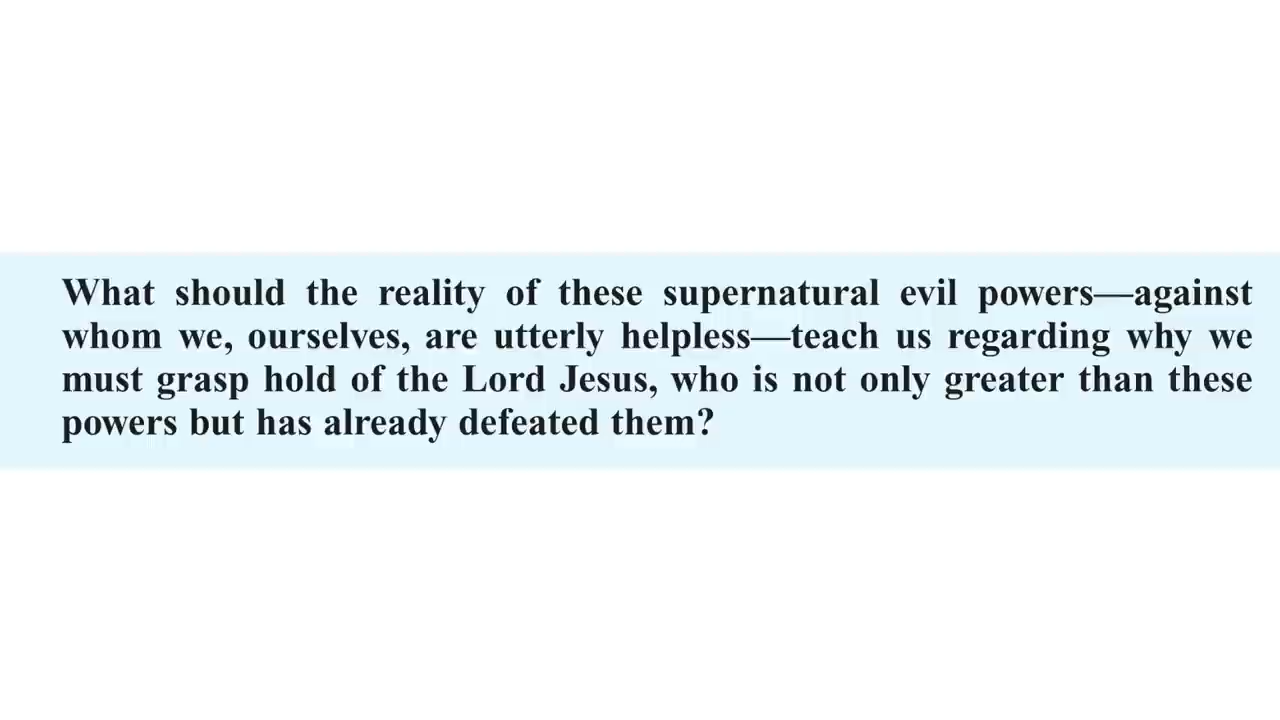 What should the reality of these supernatural evil powers—against
whom we, ourselves, are utterly helpless—teach us regarding why we
must grasp hold of the Lord Jesus, who is not only greater than these
powers but has already defeated them?